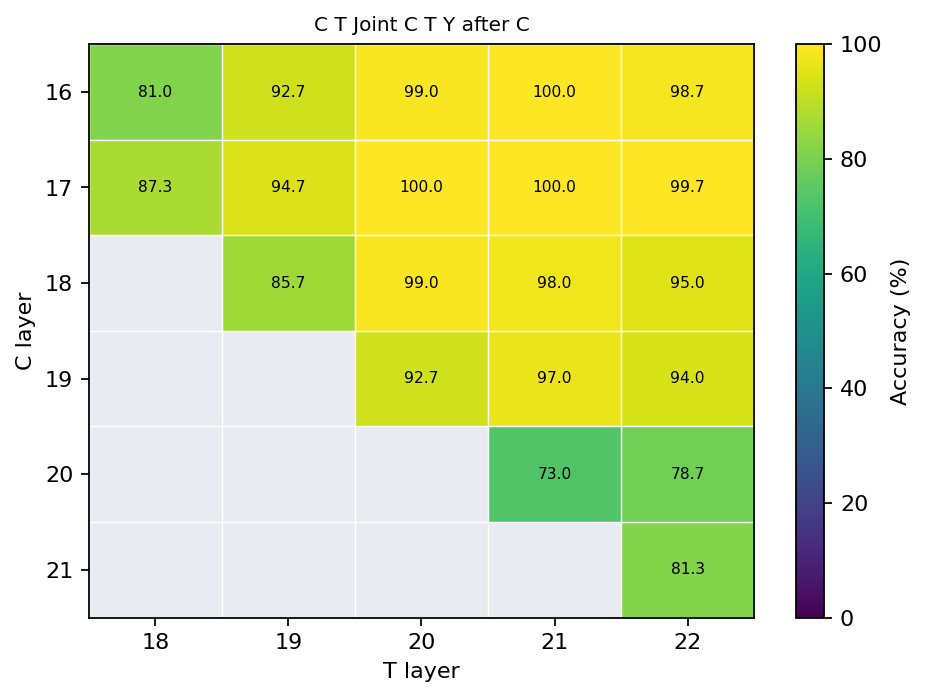 C T Joint C T Y after C
16 81.0 92.7 99.0 100.0 98.7
17 87.3 94.7 100.0 100.0 99.7
18 85.7 99.0 98.0 95.0
19 92.7 97.0 94.0
20 73.0 78.7
21 81.3
18 19 20 21 22
T layer
C layer
100
80
60
40
20
0
Accuracy (%)